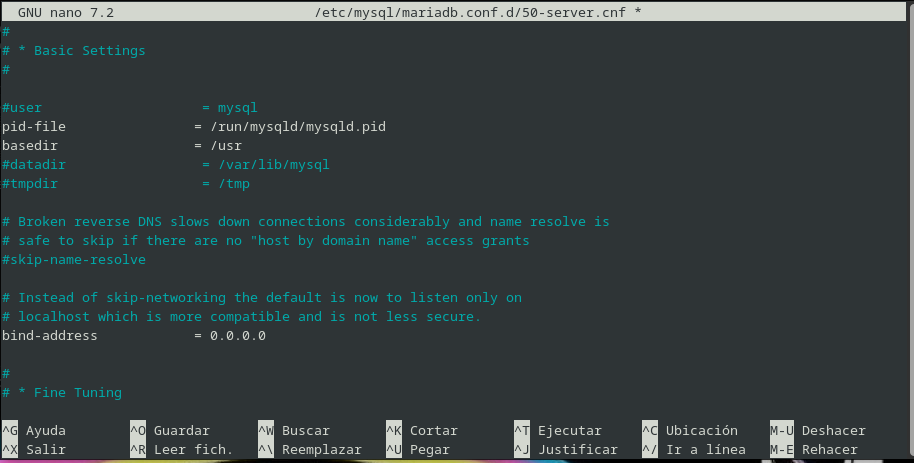 GNU nano 7.2 /etc/mysql/mariadb.conf.d/50-server.cnf *
#
# * Basic Settings
#
#user = mysql
pid-file = /run/mysqld/mysqld.pid
basedir = /usr
#datadir = /var/lib/mysql
#tmpdir = /tmp
# Broken reverse DNS slows down connections considerably and name resolve is
# safe to skip if there are no "host by domain name" access grants
#skip-name-resolve
# Instead of skip-networking the default is now to listen only on
# localhost which is more compatible and is not less secure.
bind-address = 0.0.0.0
#
# * Fine Tuning
^G Ayuda ^O Guardar ^W Buscar ^K Cortar ^T Ejecutar ^C Ubicación M-U Deshacer
^X Salir ^R Leer fich. ^\ Reemplazar ^U Pegar ^J Justificar ^/ Ir a línea M-E Rehacer